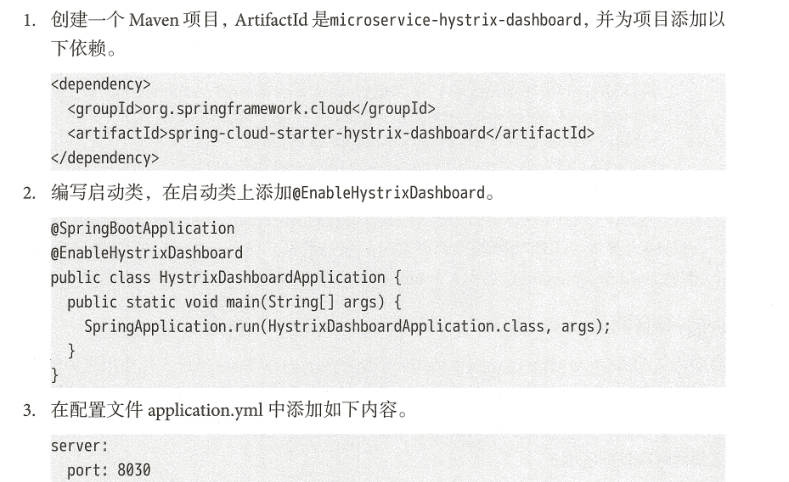 1. 创建一个 Maven 项目，ArtifactId 是microservice-hystrix-dashboard，并为项目添加以
下依赖。
<dependency>
  <groupId>org.springframework.cloud</groupId>
  <artifactId>spring-cloud-starter-hystrix-dashboard</artifactId>
</dependency>
2. 编写启动类，在启动类上添加@EnableHystrixDashboard。
@SpringBootApplication
@EnableHystrixDashboard
public class HystrixDashboardApplication {
  public static void main(String[] args) {
    SpringApplication.run(HystrixDashboardApplication.class, args);
  }
}
3. 在配置文件 application.yml 中添加如下内容。
server:
  port: 8030